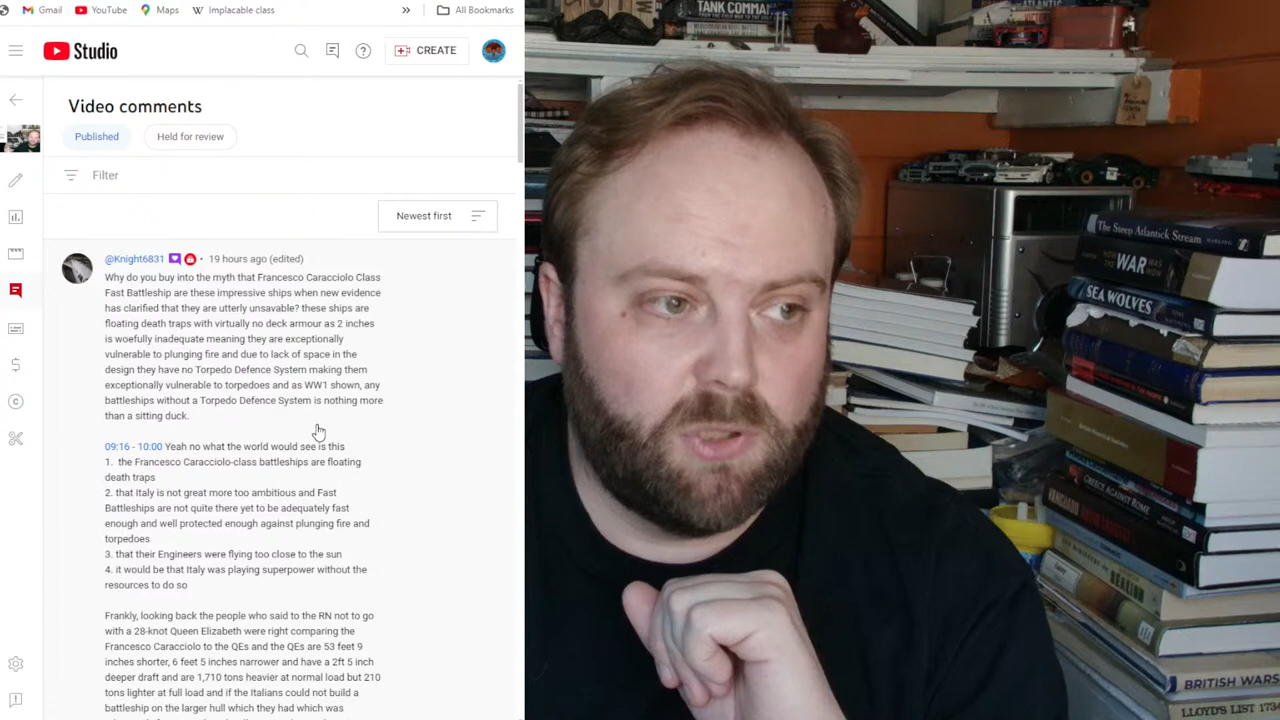 Gmail
YouTube
Maps
Implacable class
»
All Bookmarks
Studio
CREATE
Video comments
Published
Held for review
Filter
Newest first
@Knight6831 • 19 hours ago (edited)
Why do you buy into the myth that Francesco Caracciolo Class
Fast Battleship are these impressive ships when new evidence
has clarified that they are utterly unsavable? these ships are
floating death traps with virtually no deck armour as 2 inches
is woefully inadequate meaning they are exceptionally
vulnerable to plunging fire and due to lack of space in the
design they have no Torpedo Defence System making them
exceptionally vulnerable to torpedoes and as WW1 shown, any
battleships without a Torpedo Defence System is nothing more
than a sitting duck.
09:16 - 10:00 Yeah no what the world would see is this
1. the Francesco Caracciolo-class battleships are floating
death traps
2. that Italy is not great more too ambitious and Fast
Battleships are not quite there yet to be adequately fast
enough and well protected enough against plunging fire and
torpedoes
3. that their Engineers were flying too close to the sun
4. it would be that Italy was playing superpower without the
resources to do so
Frankly, looking back the people who said to the RN not to go
with a 28-knot Queen Elizabeth were right comparing the
Francesco Caracciolo to the QEs and the QEs are 53 feet 9
inches shorter, 6 feet 5 inches narrower and have a 2ft 5 inch
deeper draft and are 1,710 tons heavier at normal load but 210
tons lighter at full load and if the Italians could not build a
battleship on the larger hull which they had which was
TANK COMMAND
The Steep Atlantick Stream
HOW THE WAR WAS WON
SEA WOLVES
GREECE AGAINST ROME
BRITISH WARS
LLOYD'S LIST 1734